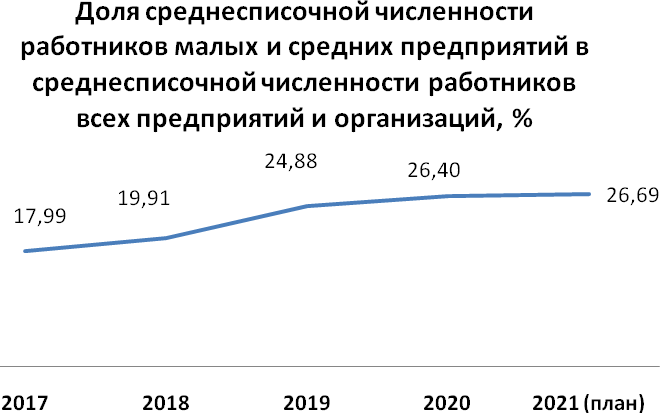 Доля среднесписочной численности
работников малых и средних предприятий в
среднесписочной численности работников
всех предприятий и организаций, %
17,99
19,91
24,88
26,40
26,69
2017
2018
2019
2020
2021 (план)